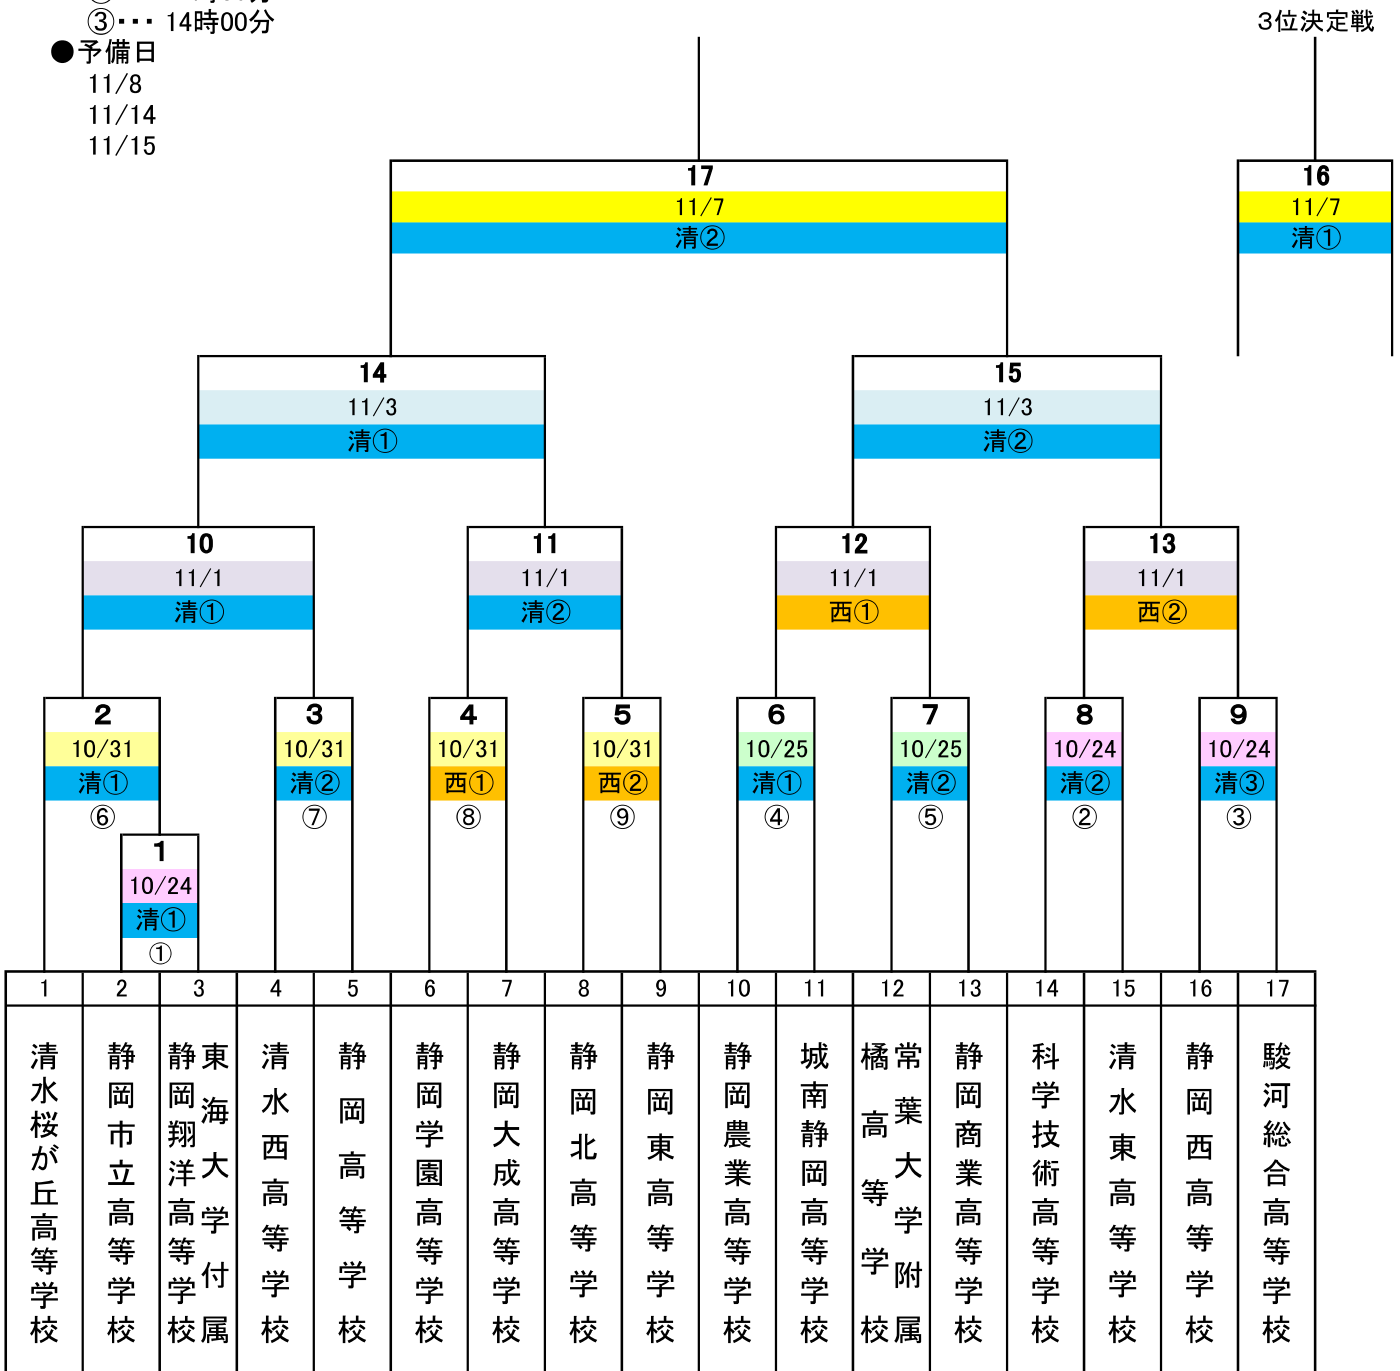 ③・・・ 14時00分
３位決定戦
●予備日
11/8
11/14
11/15
17
11/7
清②
16
11/7
清①
14
11/3
清①
15
11/3
清②
10
11/1
清①
11
11/1
清②
12
11/1
西①
13
11/1
西②
2
10/31
清①
⑥
3
10/31
清②
⑦
4
10/31
西①
⑧
5
10/31
西②
⑨
6
10/25
清①
④
7
10/25
清②
⑤
8
10/24
清②
②
9
10/24
清③
③
1
10/24
清①
①
1
清水桜が丘高等学校
2
静岡市立高等学校
3
東海大学付属
静岡翔洋高等学校
4
清水西高等学校
5
静岡高等学校
6
静岡学園高等学校
7
静岡大成高等学校
8
静岡北高等学校
9
静岡東高等学校
10
静岡農業高等学校
11
城南静岡高等学校
12
常葉大学附属
橘高等学校
13
静岡商業高等学校
14
科学技術高等学校
15
清水東高等学校
16
静岡西高等学校
17
駿河総合高等学校